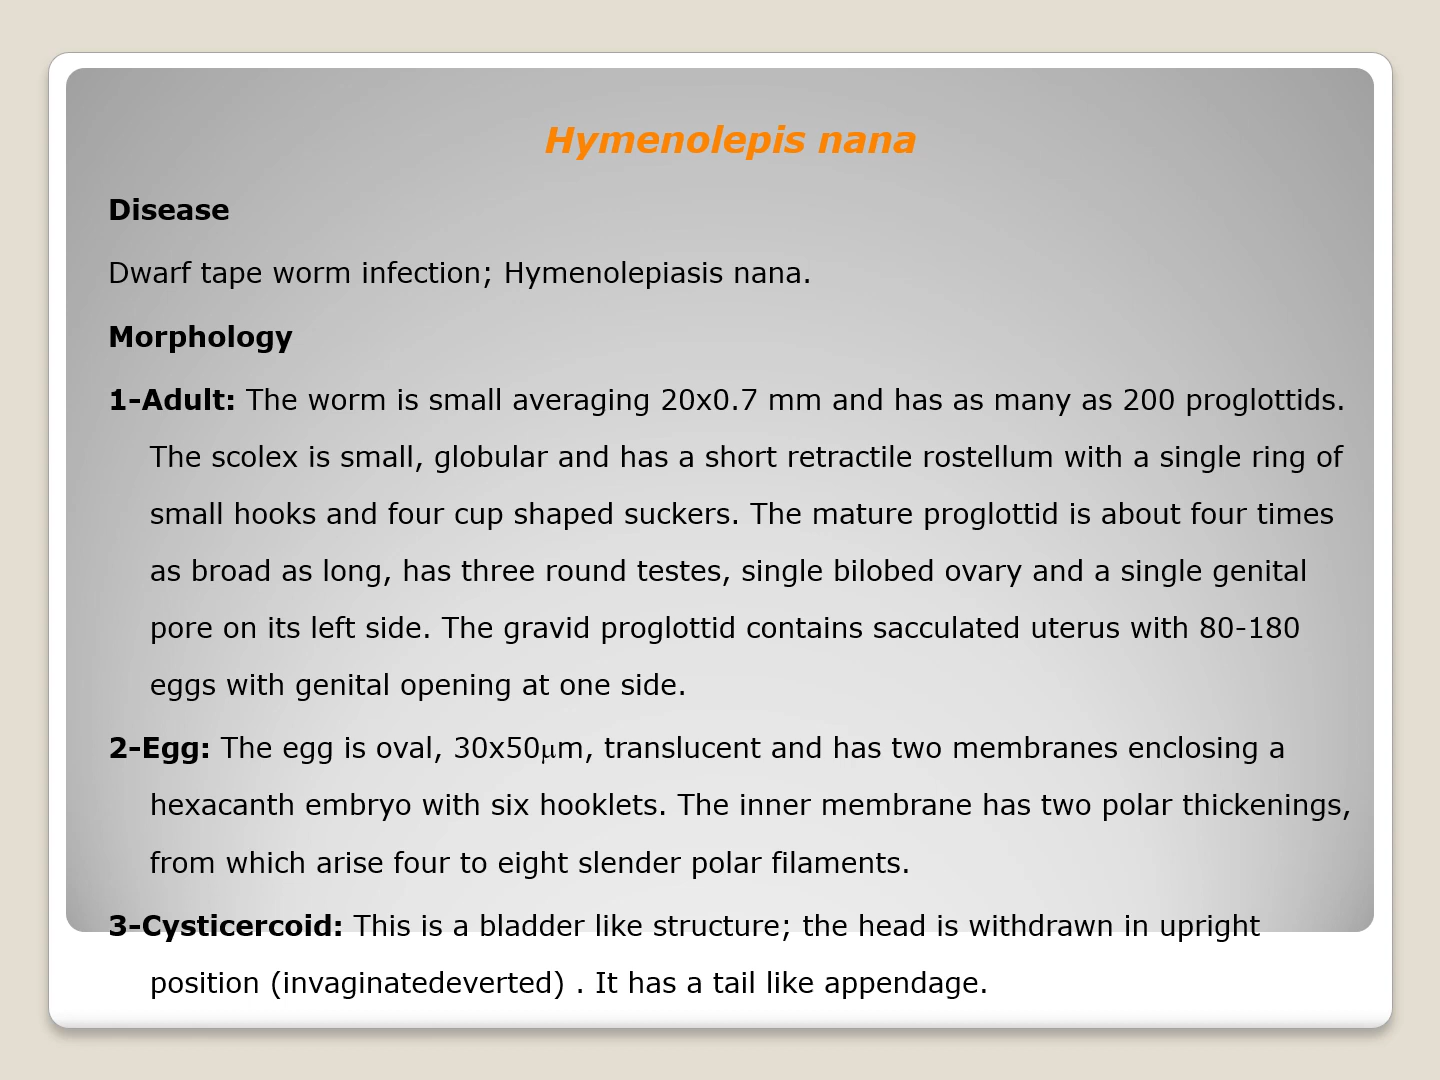 Hymenolepis nana
Disease
Dwarf tape worm infection; Hymenolepiasis nana.
Morphology
1-Adult: The worm is small averaging 20x0.7 mm and has as many as 200 proglottids.
The scolex is small, globular and has a short retractile rostellum with a single ring of
small hooks and four cup shaped suckers. The mature proglottid is about four times
as broad as long, has three round testes, single bilobed ovary and a single genital
pore on its left side. The gravid proglottid contains sacculated uterus with 80-180
eggs with genital opening at one side.
2-Egg: The egg is oval, 30x50μm, translucent and has two membranes enclosing a
hexacanth embryo with six hooklets. The inner membrane has two polar thickenings,
from which arise four to eight slender polar filaments.
3-Cysticercoid: This is a bladder like structure; the head is withdrawn in upright
position (invaginatedeverted) . It has a tail like appendage.